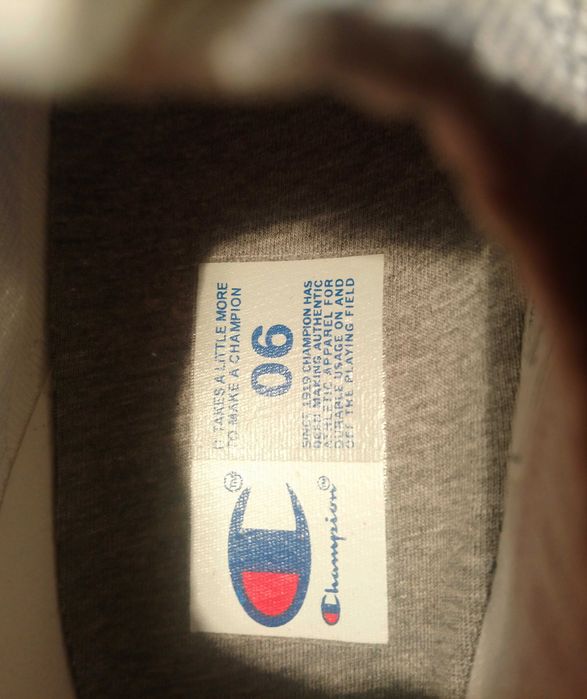 Champion
IT TAKES A LITTLE MORE
TO MAKE A CHAMPION
06
SINCE 1919 CHAMPION HAS
BEEN MAKING AUTHENTIC
ATHLETIC APPAREL FOR
DURABLE USAGE ON AND
OFF THE PLAYING FIELD